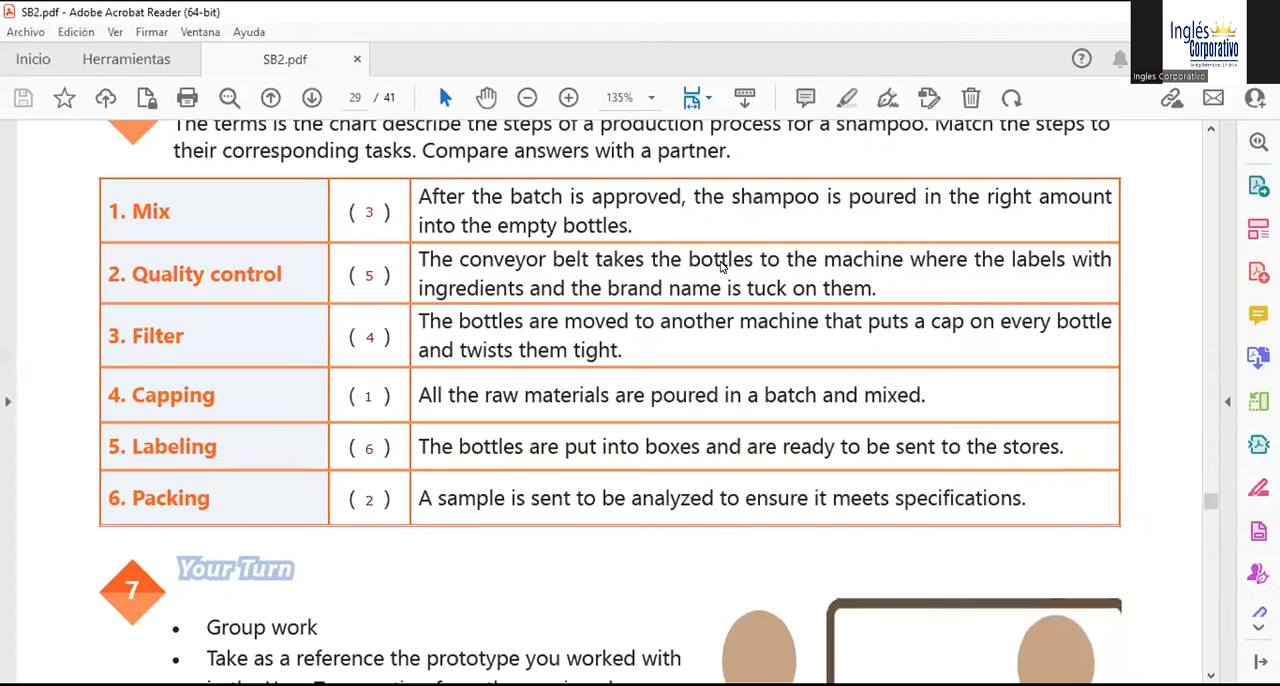 SB2.pdf - Adobe Acrobat Reader (64-bit)
Archivo Edición Ver Firmar Ventana Ayuda
Inicio Herramientas SB2.pdf ×
29 / 41 135%
Inglés
Corporativo
Ingles Corporativo
The terms is the chart describe the steps of a production process for a shampoo. Match the steps to
their corresponding tasks. Compare answers with a partner.
1. Mix ( 3 ) After the batch is approved, the shampoo is poured in the right amount
into the empty bottles.
2. Quality control ( 5 ) The conveyor belt takes the bottles to the machine where the labels with
ingredients and the brand name is tuck on them.
3. Filter ( 4 ) The bottles are moved to another machine that puts a cap on every bottle
and twists them tight.
4. Capping ( 1 ) All the raw materials are poured in a batch and mixed.
5. Labeling ( 6 ) The bottles are put into boxes and are ready to be sent to the stores.
6. Packing ( 2 ) A sample is sent to be analyzed to ensure it meets specifications.
7 Your Turn
• Group work
• Take as a reference the prototype you worked with